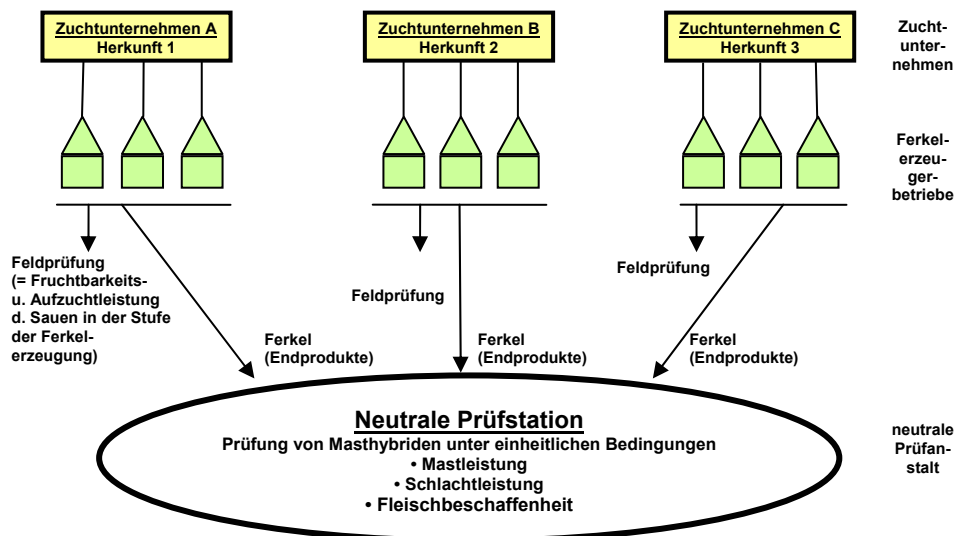 Zuchtunternehmen A
Herkunft 1
Zuchtunternehmen B
Herkunft 2
Zuchtunternehmen C
Herkunft 3
Zucht-
unter-
nehmen
Ferkel-
erzeu-
ger-
betriebe
Feldprüfung
(= Fruchtbarkeits-
u. Aufzuchtleistung
d. Sauen in der Stufe
der Ferkel-
erzeugung)
Feldprüfung
Feldprüfung
Ferkel
(Endprodukte)
Ferkel
(Endprodukte)
Ferkel
(Endprodukte)
Neutrale Prüfstation
Prüfung von Masthybriden unter einheitlichen Bedingungen
• Mastleistung
• Schlachtleistung
• Fleischbeschaffenheit
neutrale
Prüfan-
stalt